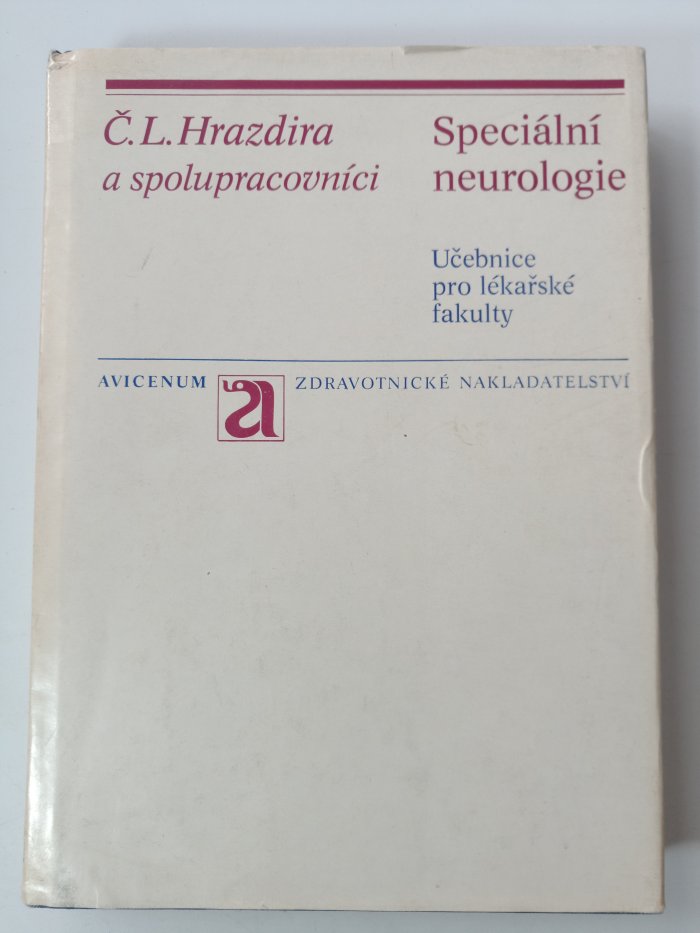 Č. L. Hrazdira
a spolupracovníci
Speciální
neurologie
Učebnice
pro lékařské
fakulty
AVICENUM
ZDRAVOTNICKÉ NAKLADATELSTVÍ